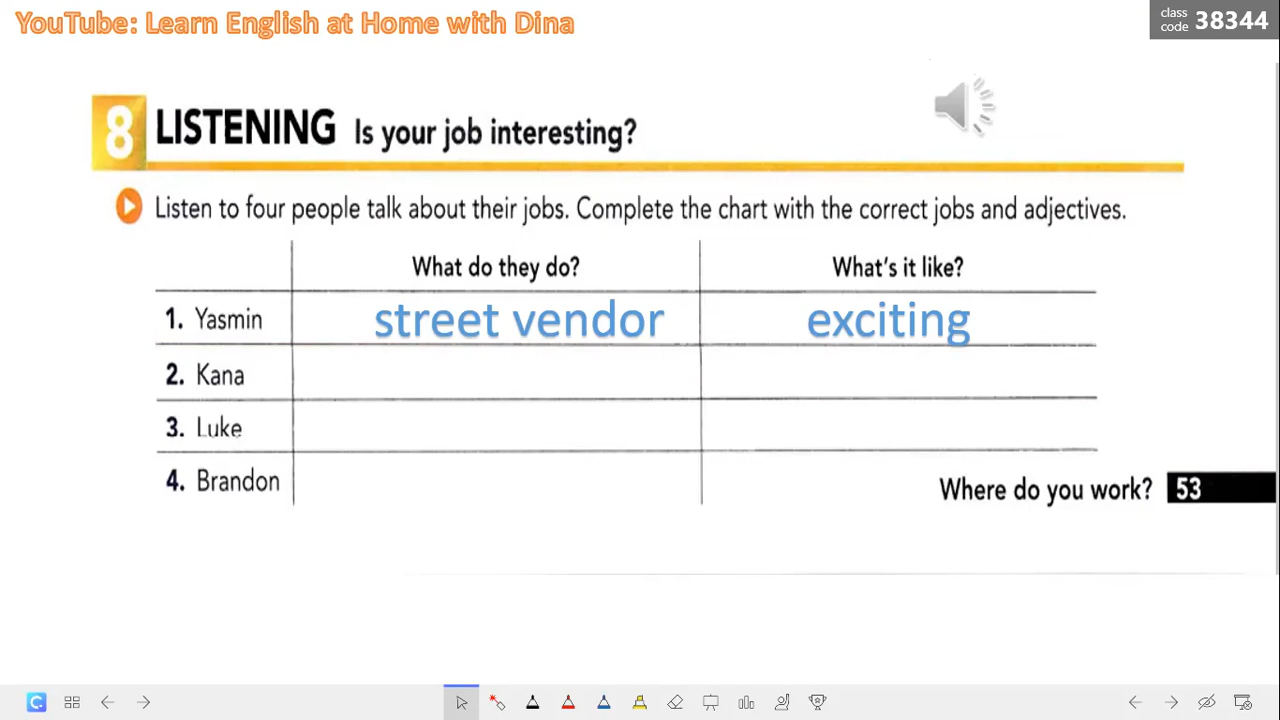 YouTube: Learn English at Home with Dina
class code 38344
8 LISTENING Is your job interesting?
Listen to four people talk about their jobs. Complete the chart with the correct jobs and adjectives.
What do they do? What's it like?
1. Yasmin street vendor exciting
2. Kana
3. Luke
4. Brandon
Where do you work? 53